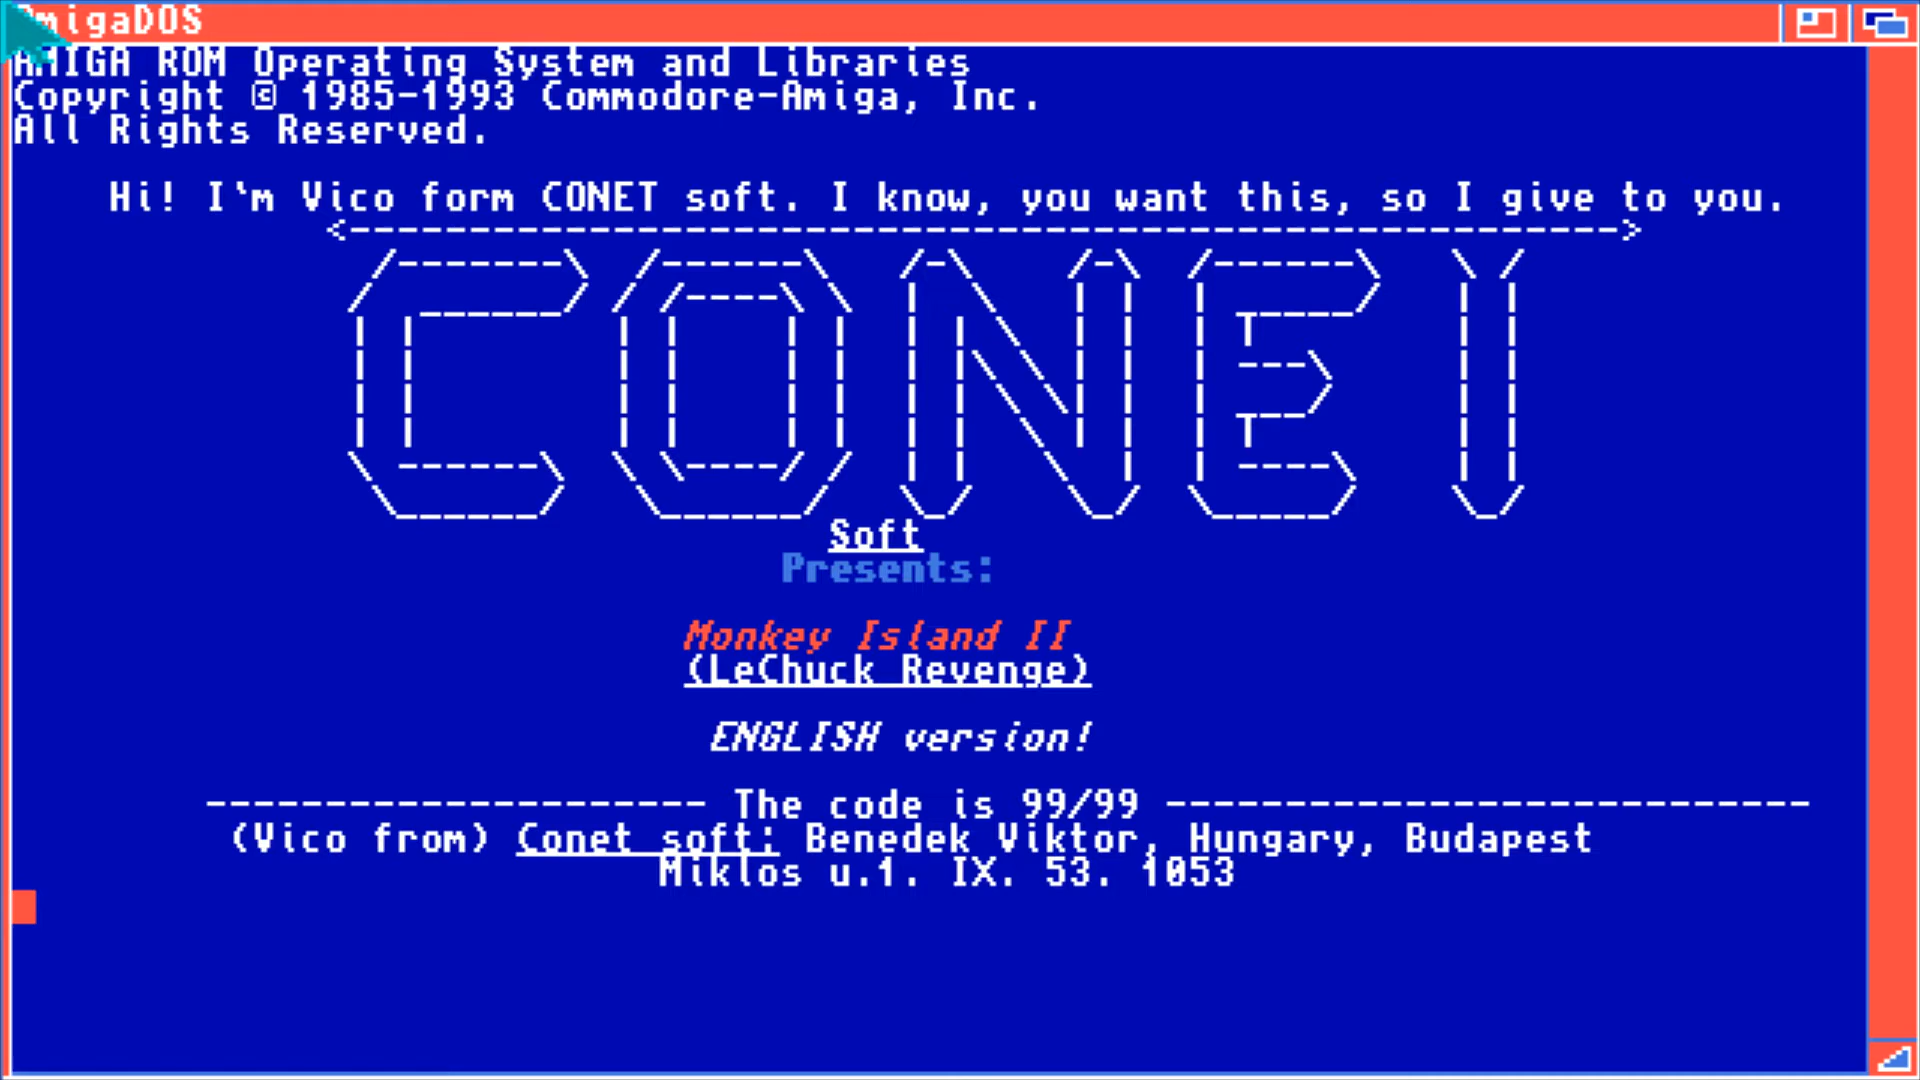 AmigaDOS
AMIGA ROM Operating System and Libraries
Copyright © 1985-1993 Commodore-Amiga, Inc.
All Rights Reserved.
Hi! I'm Vico form CONET soft. I know, you want this, so I give to you.
CONET
Soft
Presents:
Monkey Island II
(LeChuck Revenge)
ENGLISH version!
The code is 99/99
(Vico from) Conet soft: Benedek Viktor, Hungary, Budapest
Miklos u.1. IX. 53. 1053